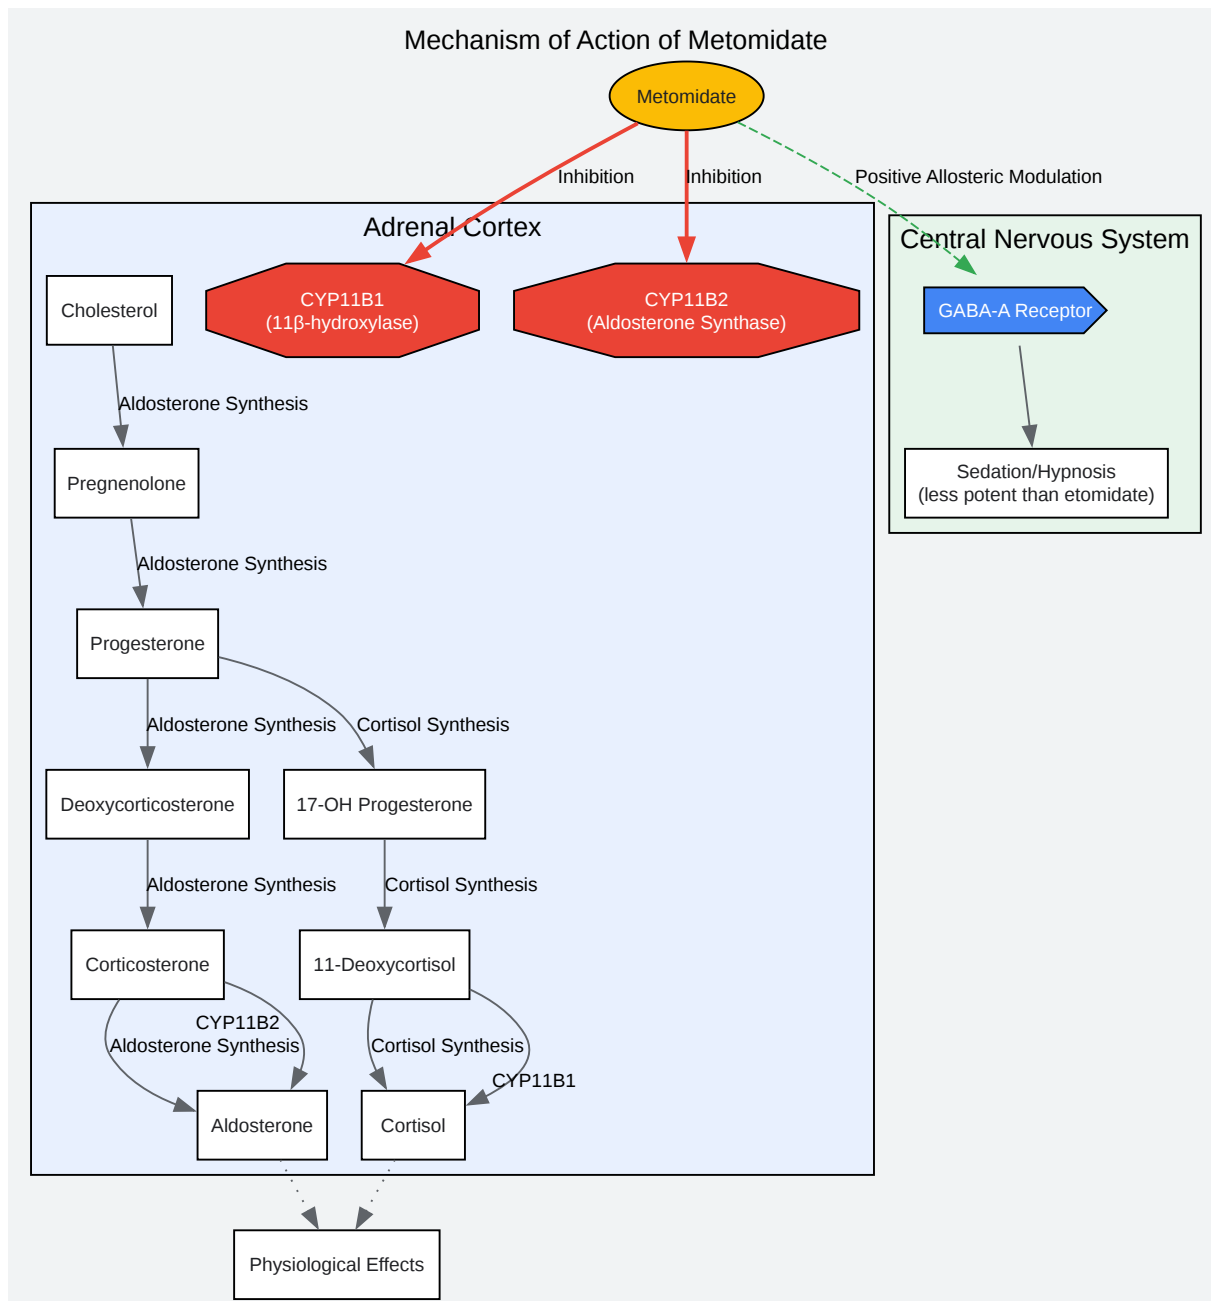 Mechanism of Action of Metomidate
Metomidate
Inhibition
Inhibition
Positive Allosteric Modulation
Adrenal Cortex
Central Nervous System
Cholesterol
CYP11B1
(11β-hydroxylase)
CYP11B2
(Aldosterone Synthase)
GABA-A Receptor
Aldosterone Synthesis
Pregnenolone
Sedation/Hypnosis
(less potent than etomidate)
Aldosterone Synthesis
Progesterone
Aldosterone Synthesis
Cortisol Synthesis
Deoxycorticosterone
17-OH Progesterone
Aldosterone Synthesis
Cortisol Synthesis
Corticosterone
11-Deoxycortisol
CYP11B2
Aldosterone Synthesis
Cortisol Synthesis
CYP11B1
Aldosterone
Cortisol
Physiological Effects